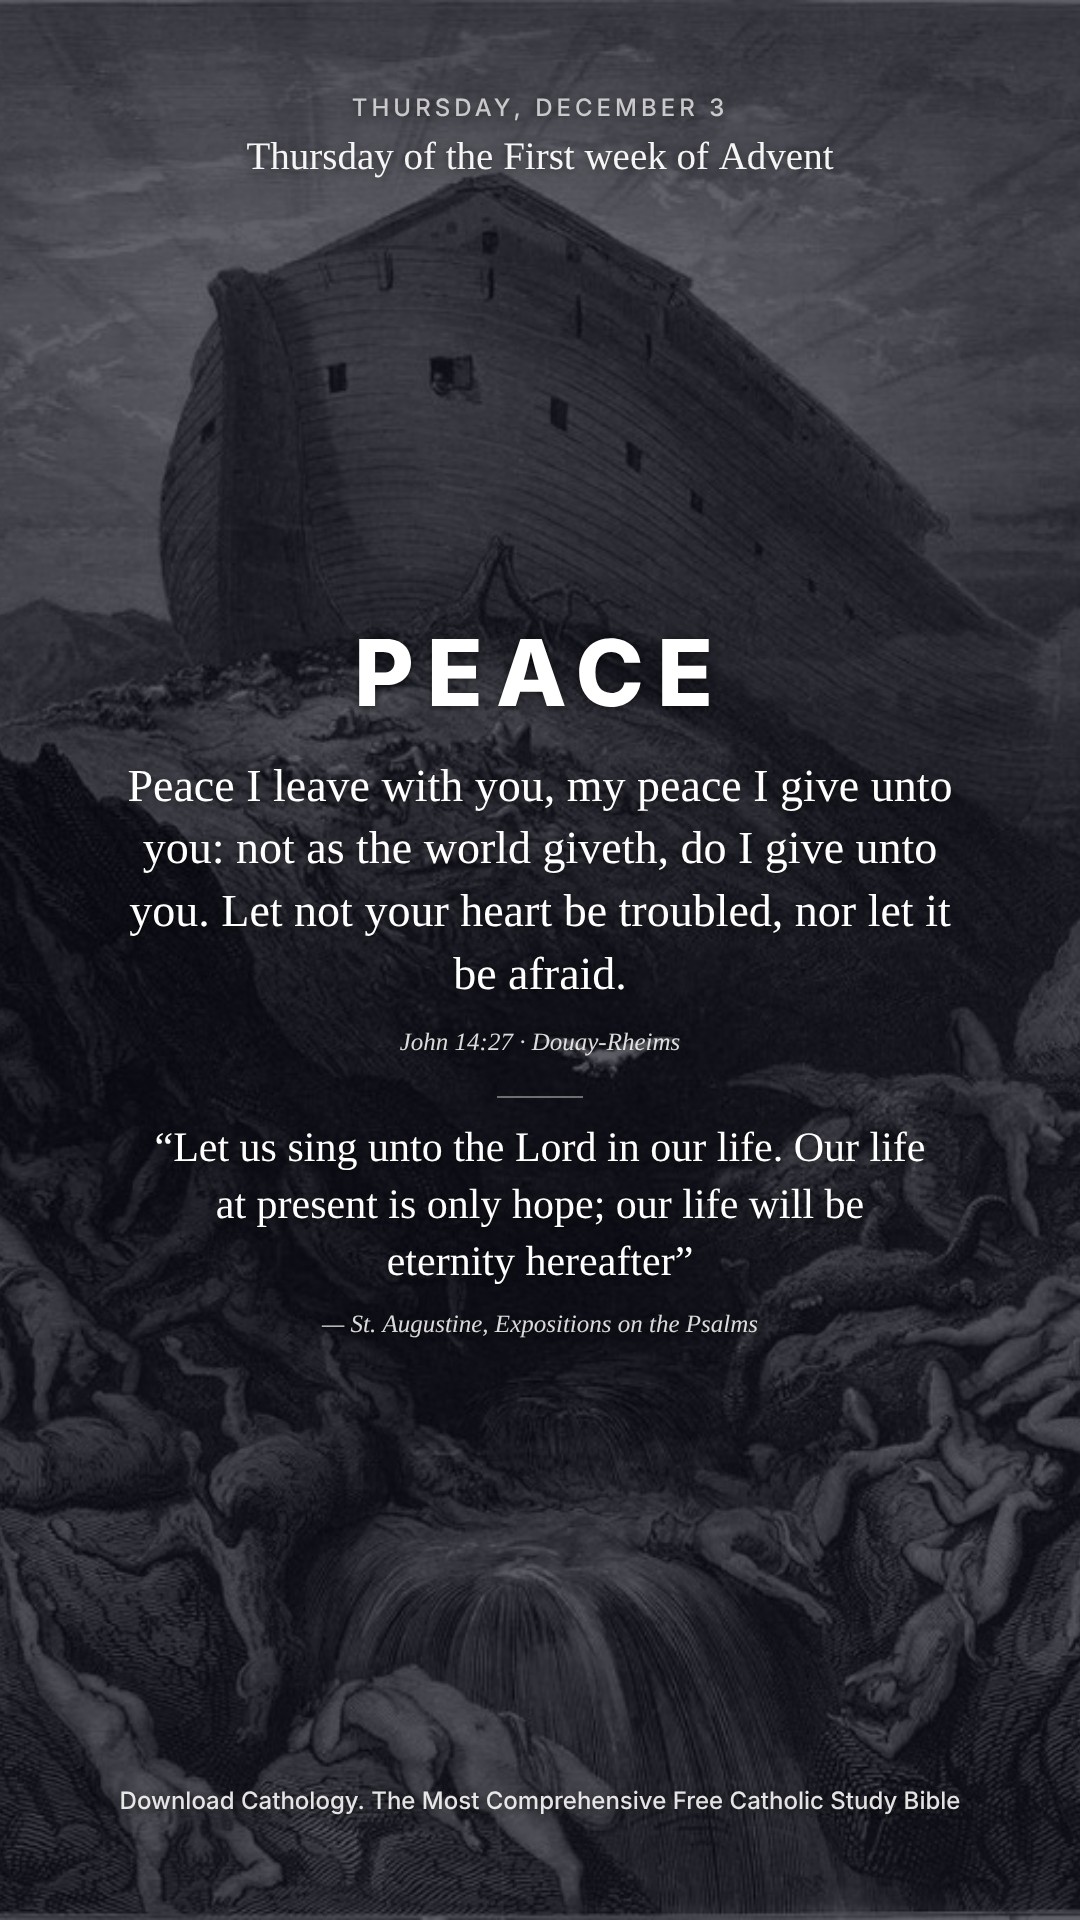 THURSDAY, DECEMBER 3
Thursday of the First week of Advent
PEACE
Peace I leave with you, my peace I give unto
you: not as the world giveth, do I give unto
you. Let not your heart be troubled, nor let it
be afraid.
John 14:27 · Douay-Rheims
“Let us sing unto the Lord in our life. Our life
at present is only hope; our life will be
eternity hereafter”
— St. Augustine, Expositions on the Psalms
Download Cathology. The Most Comprehensive Free Catholic Study Bible